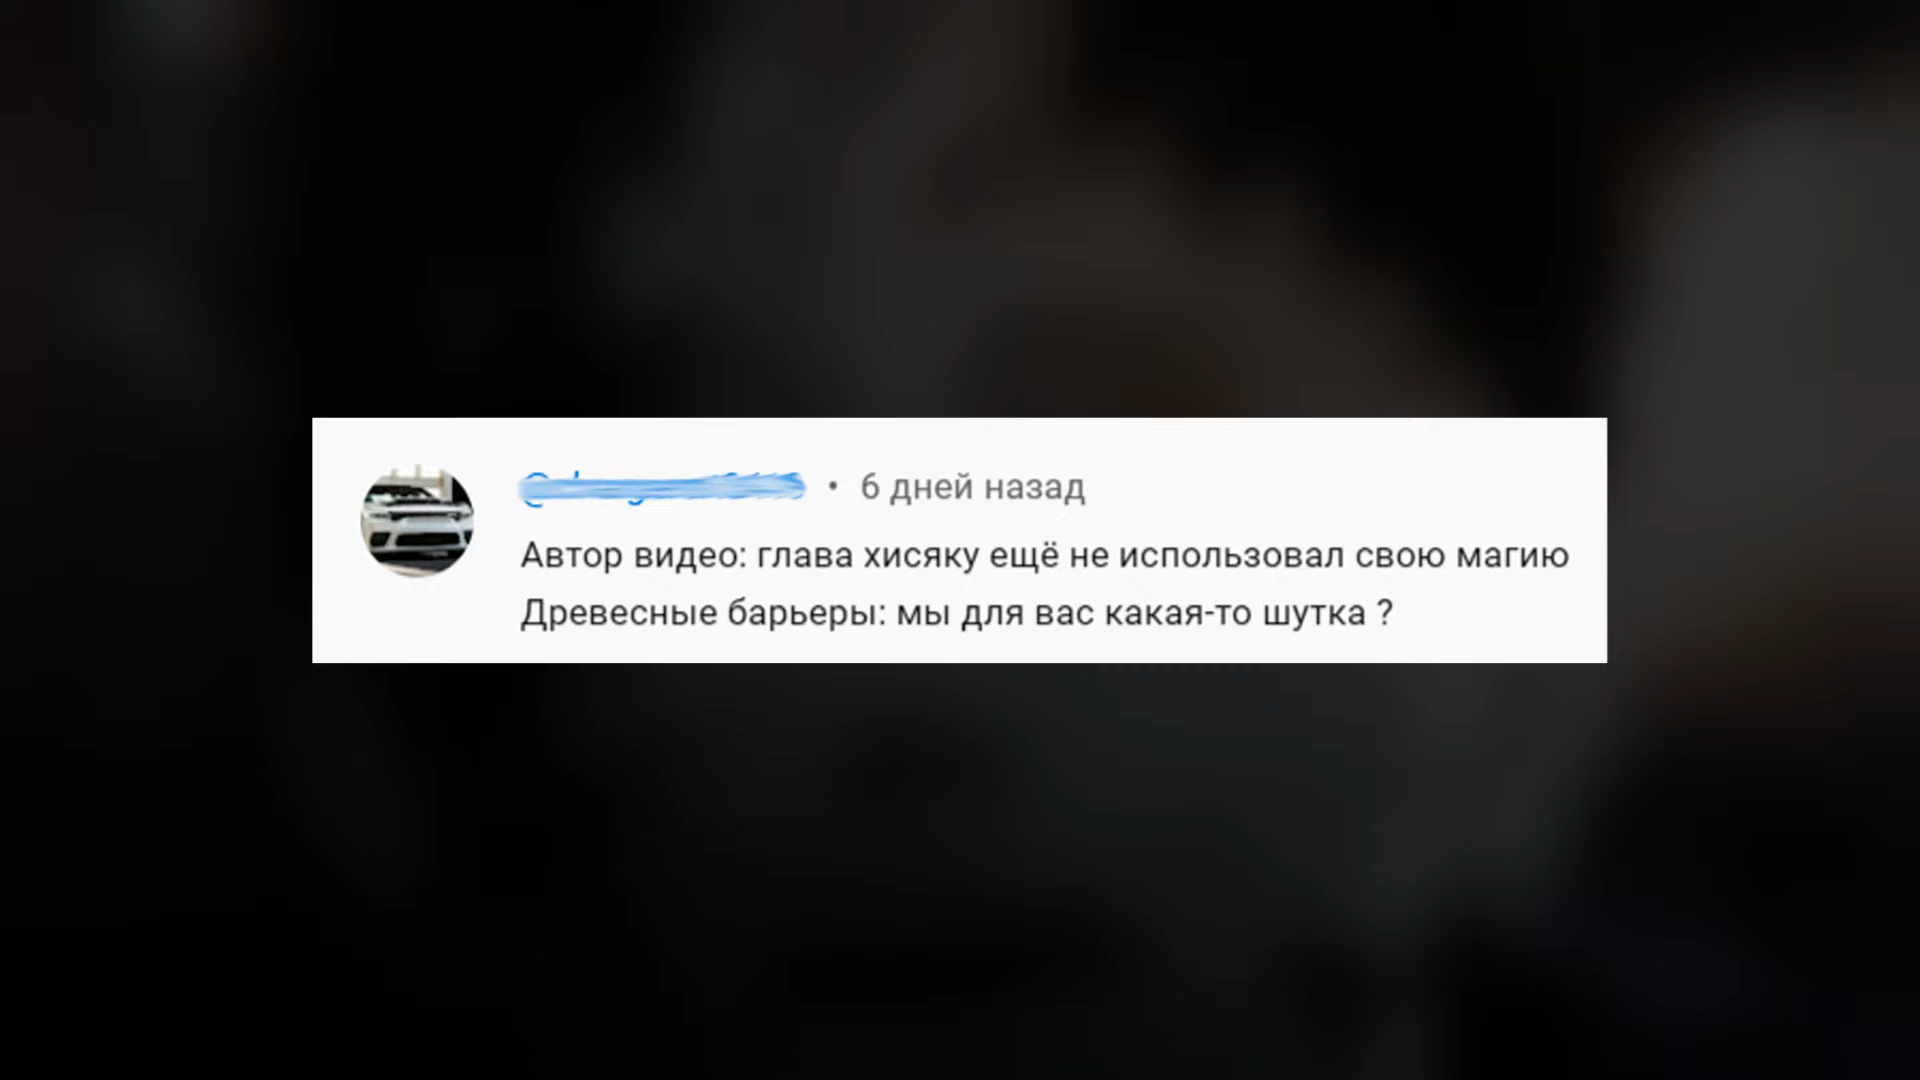 • 6 дней назад
Автор видео: глава хисяку ещё не использовал свою магию
Древесные барьеры: мы для вас какая-то шутка ?